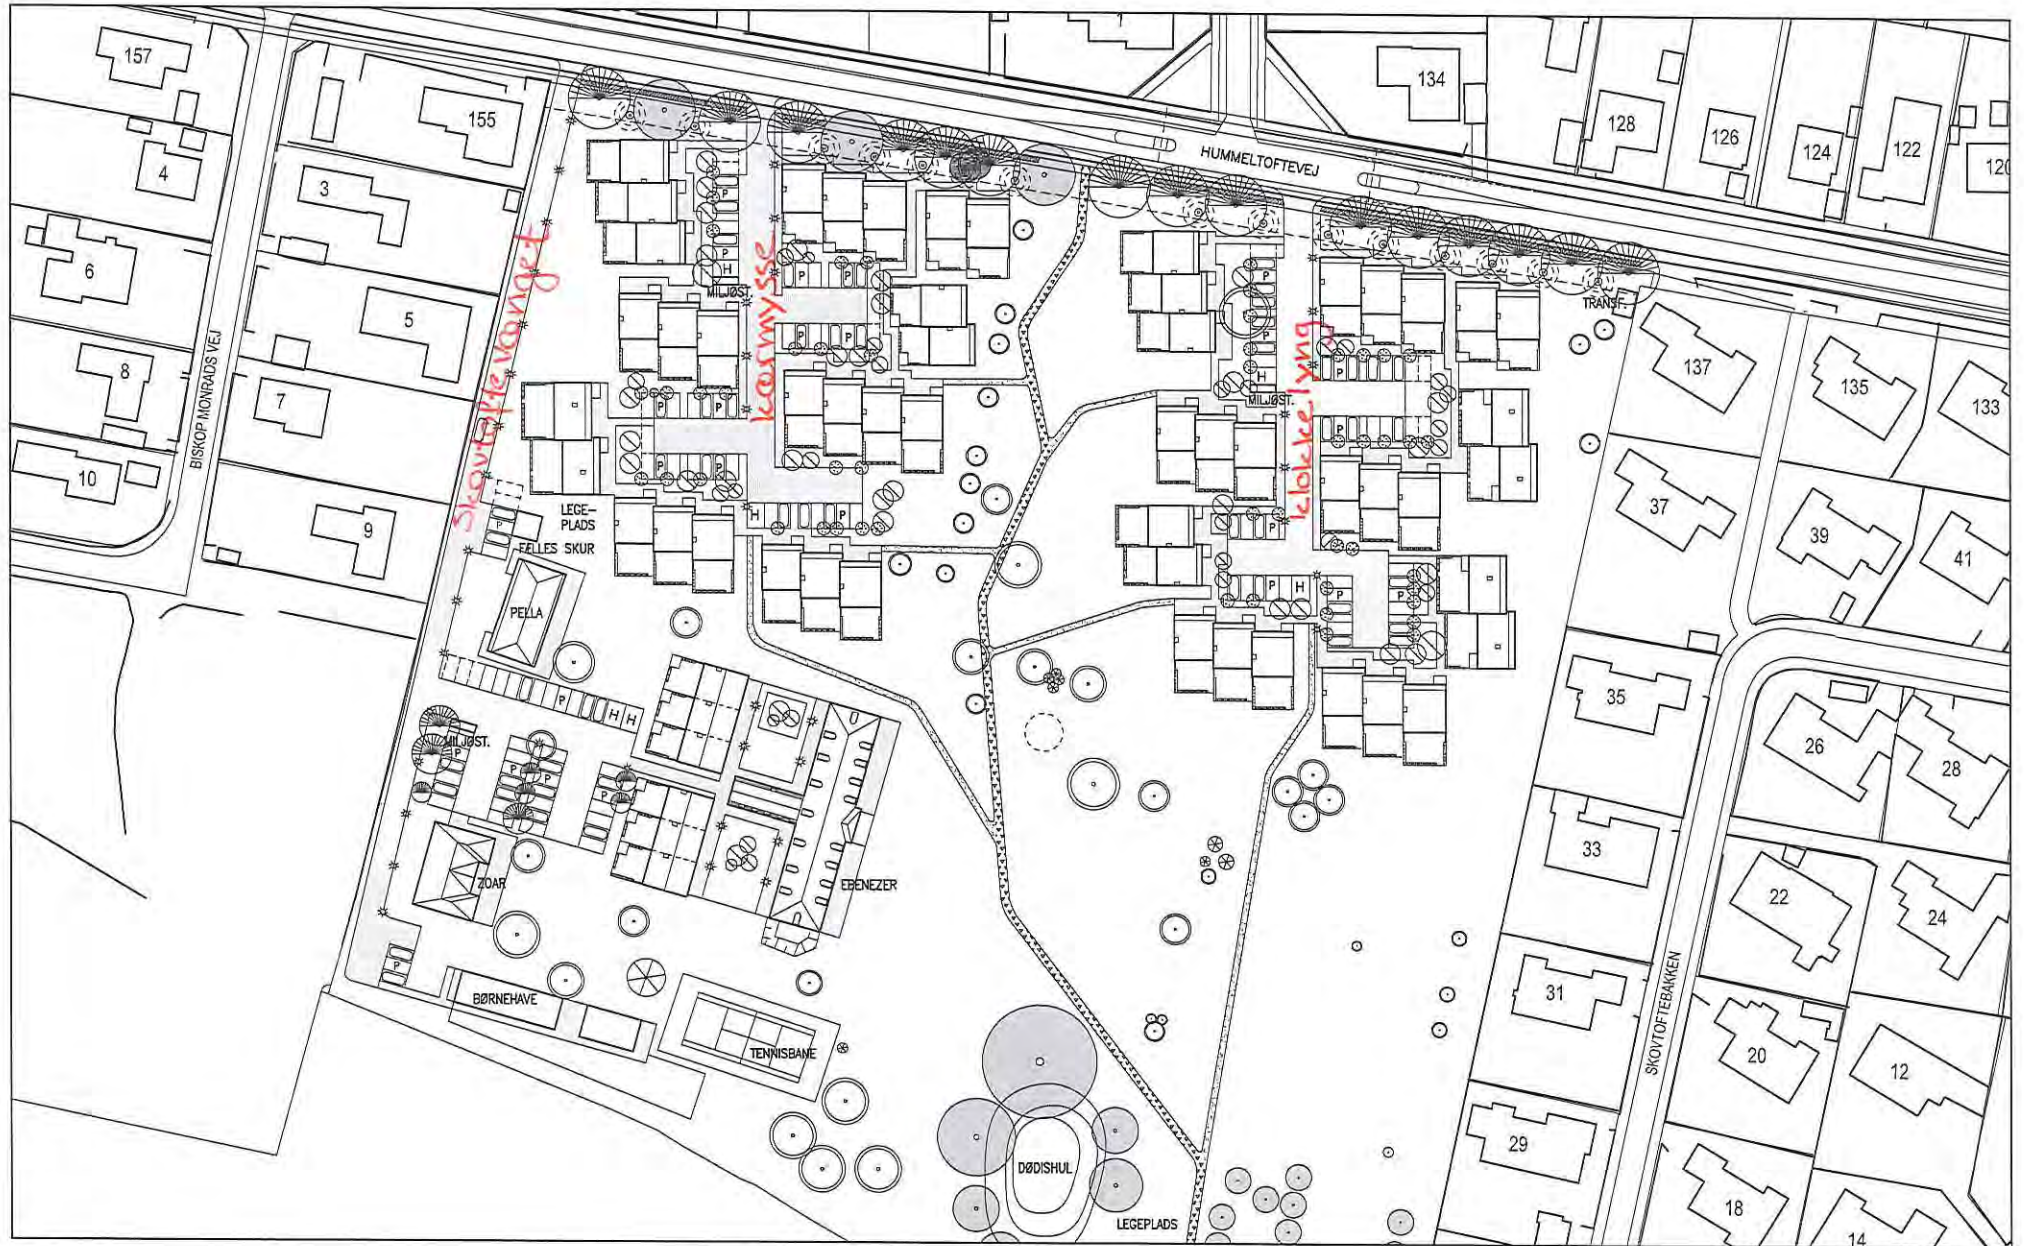 157
155
4
3
6
5
8
7
10
9
BISKOP MONRADS VEJ
Skovtoftevænget
Kærmysse
Klokkelyng
HUMMELTOFTEVEJ
134
128
126
124
122
120
TRANSF.
137
135
133
37
39
41
35
26
28
33
22
24
31
20
12
29
18
14
SKOVTOFTEBAKKEN
P
P
P
H
MILJØST.
P
P
P
P
P
P
P
P
H
P
P
P
P
H
MILJØST.
P
P
P
P
P
H
P
P
LEGE-
PLADS
P
FÆLLES SKUR
PELLA
P
H
H
MILJØST.
P
P
P
P
P
ZOAR
EBENEZER
P
BØRNEHAVE
TENNISBANE
DØDISHUL
LEGEPLADS